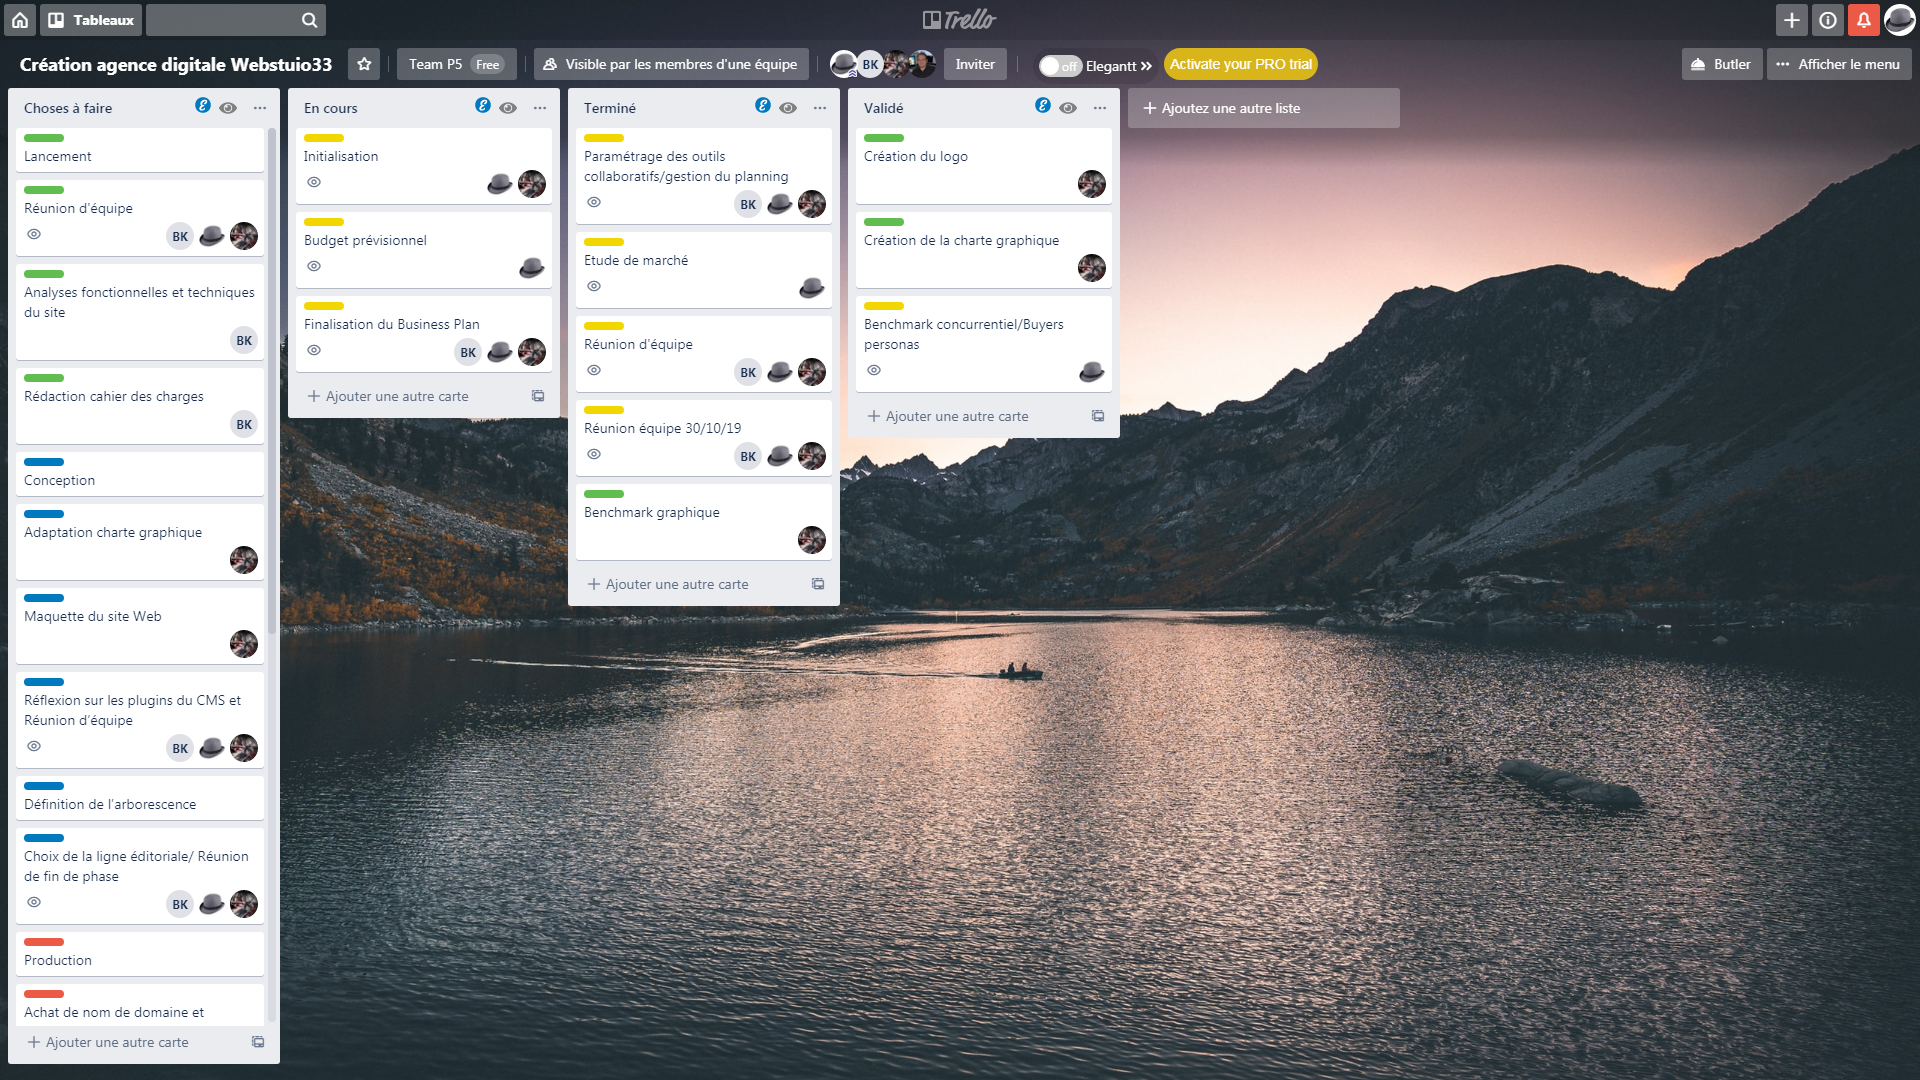 Tableaux
Trello
Création agence digitale Webstuio33
Team P5 Free
Visible par les membres d'une équipe
BK
Inviter
off Elegantt »
Activate your PRO trial
Butler
Afficher le menu
Choses à faire
Lancement
Réunion d'équipe
BK
Analyses fonctionnelles et techniques
du site
BK
Rédaction cahier des charges
BK
Conception
Adaptation charte graphique
Maquette du site Web
Réflexion sur les plugins du CMS et
Réunion d'équipe
BK
Définition de l'arborescence
Choix de la ligne éditoriale/ Réunion
de fin de phase
BK
Production
Achat de nom de domaine et
+ Ajouter une autre carte
En cours
Initialisation
Budget prévisionnel
Finalisation du Business Plan
BK
+ Ajouter une autre carte
Terminé
Paramétrage des outils
collaboratifs/gestion du planning
BK
Etude de marché
Réunion d'équipe
BK
Réunion équipe 30/10/19
BK
Benchmark graphique
+ Ajouter une autre carte
Validé
Création du logo
Création de la charte graphique
Benchmark concurrentiel/Buyers
personas
+ Ajouter une autre carte
+ Ajoutez une autre liste